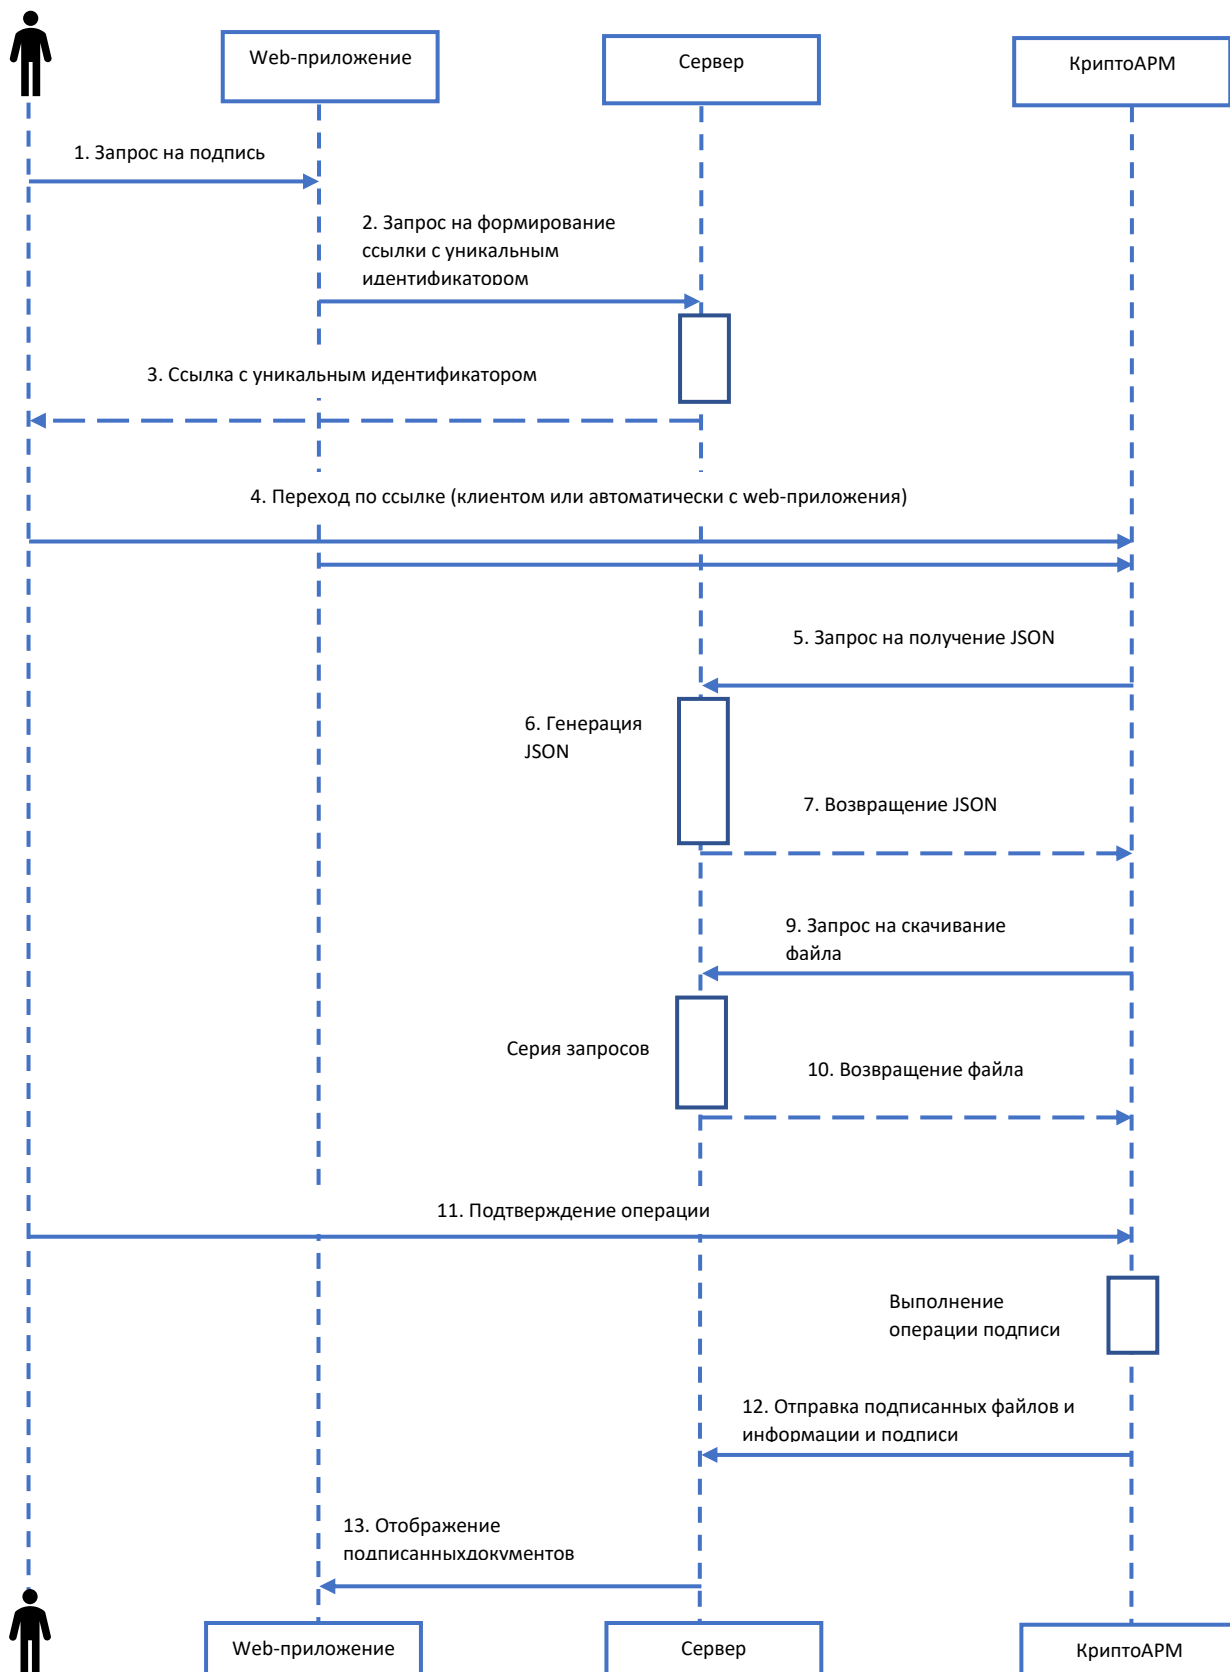 Web-приложение
Сервер
КриптоАРМ
1. Запрос на подпись
2. Запрос на формирование
ссылки с уникальным
идентификатором
3. Ссылка с уникальным идентификатором
4. Переход по ссылке (клиентом или автоматически с web-приложения)
5. Запрос на получение JSON
6. Генерация
JSON
7. Возвращение JSON
9. Запрос на скачивание
файла
Серия запросов
10. Возвращение файла
11. Подтверждение операции
Выполнение
операции подписи
12. Отправка подписанных файлов и
информации и подписи
13. Отображение
подписанныхдокументов
Web-приложение
Сервер
КриптоАРМ